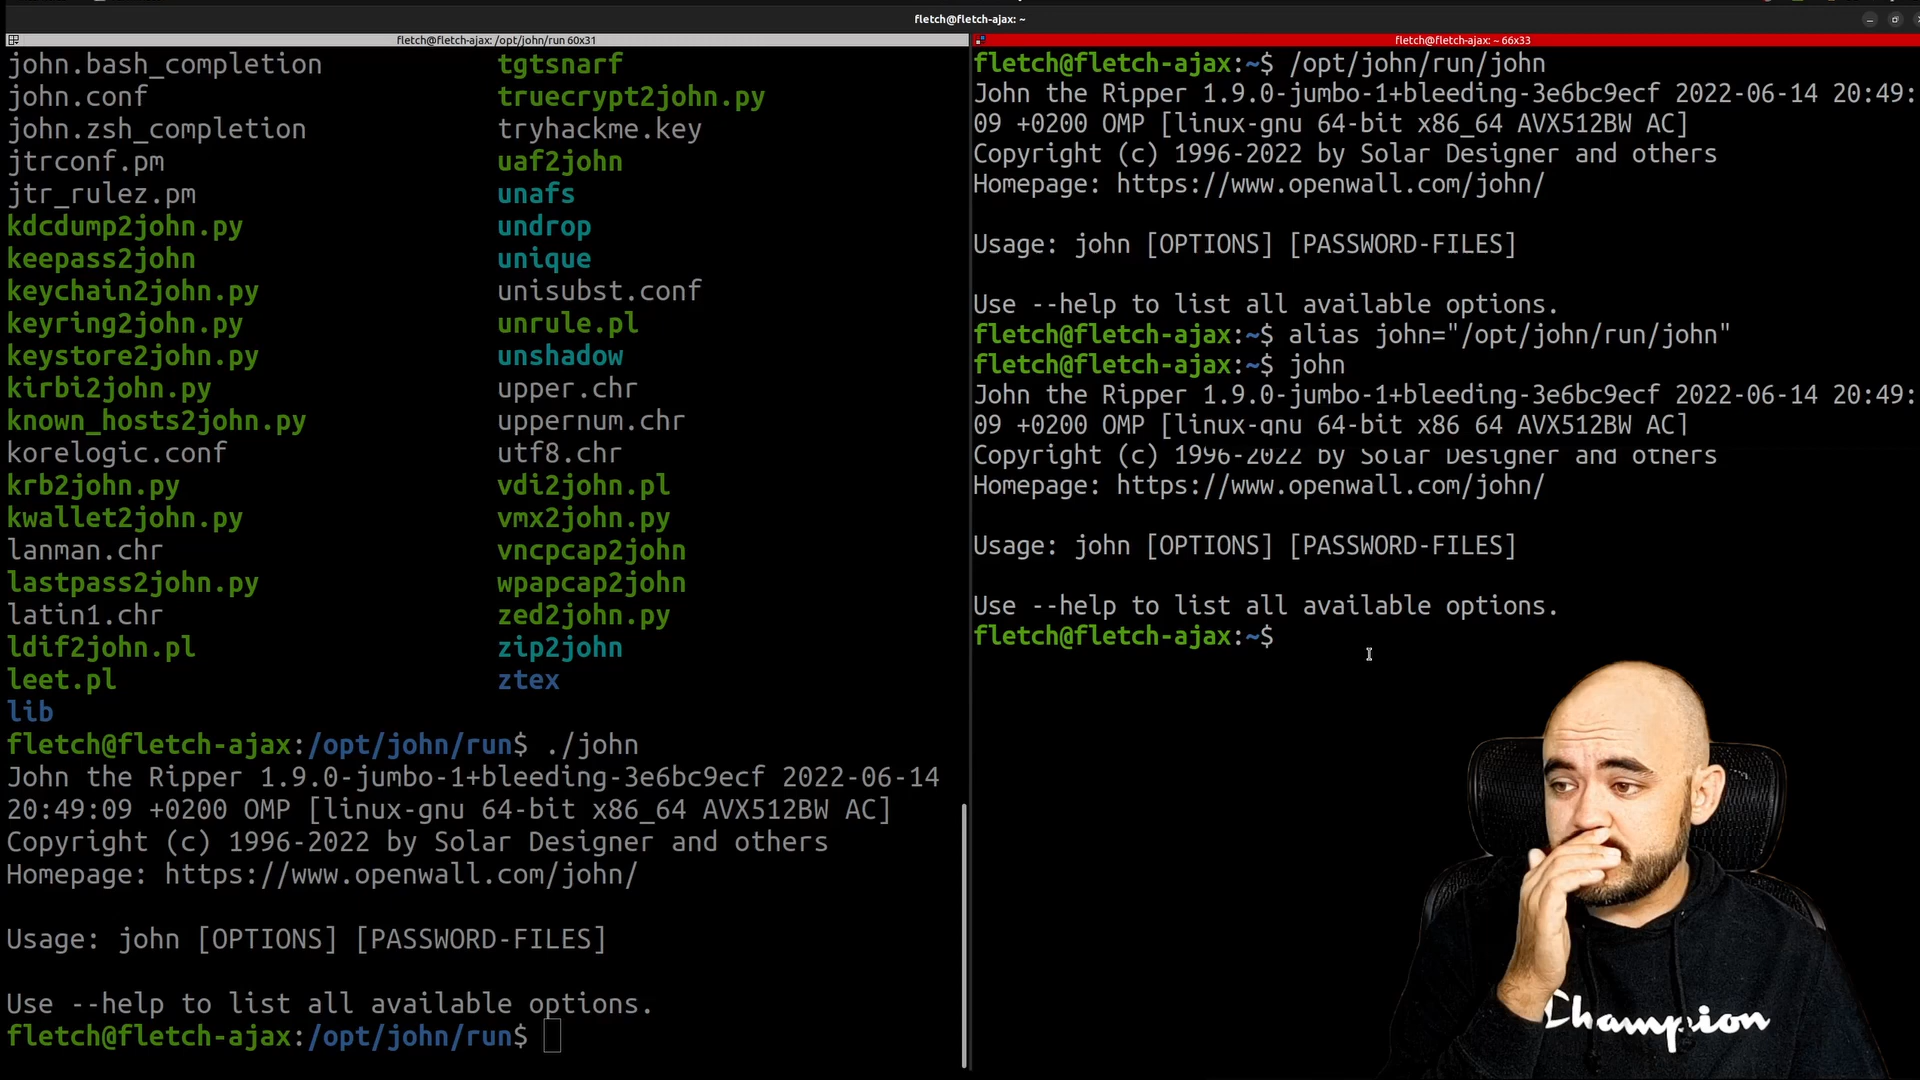 fletch@fletch-ajax: ~
fletch@fletch-ajax: /opt/john/run 60x31
john.bash_completion tgtsnarf
john.conf truecrypt2john.py
john.zsh_completion tryhackme.key
jtrconf.pm uaf2john
jtr_rulez.pm unafs
kdcdump2john.py undrop
keepass2john unique
keychain2john.py unisubst.conf
keyring2john.py unrule.pl
keystore2john.py unshadow
kirbi2john.py upper.chr
known_hosts2john.py uppernum.chr
korelogic.conf utf8.chr
krb2john.py vdi2john.pl
kwallet2john.py vmx2john.py
lanman.chr vncpcap2john
lastpass2john.py wpapcap2john
latin1.chr zed2john.py
ldif2john.pl zip2john
leet.pl ztex
lib
fletch@fletch-ajax:/opt/john/run$ ./john
John the Ripper 1.9.0-jumbo-1+bleeding-3e6bc9ecf 2022-06-14
20:49:09 +0200 OMP [linux-gnu 64-bit x86_64 AVX512BW AC]
Copyright (c) 1996-2022 by Solar Designer and others
Homepage: https://www.openwall.com/john/
Usage: john [OPTIONS] [PASSWORD-FILES]
Use --help to list all available options.
fletch@fletch-ajax:/opt/john/run$
fletch@fletch-ajax: ~ 66x33
fletch@fletch-ajax:~$ /opt/john/run/john
John the Ripper 1.9.0-jumbo-1+bleeding-3e6bc9ecf 2022-06-14 20:49:
09 +0200 OMP [linux-gnu 64-bit x86_64 AVX512BW AC]
Copyright (c) 1996-2022 by Solar Designer and others
Homepage: https://www.openwall.com/john/
Usage: john [OPTIONS] [PASSWORD-FILES]
Use --help to list all available options.
fletch@fletch-ajax:~$ alias john="/opt/john/run/john"
fletch@fletch-ajax:~$ john
John the Ripper 1.9.0-jumbo-1+bleeding-3e6bc9ecf 2022-06-14 20:49:
09 +0200 OMP [linux-gnu 64-bit x86_64 AVX512BW AC]
Copyright (c) 1996-2022 by Solar Designer and others
Homepage: https://www.openwall.com/john/
Usage: john [OPTIONS] [PASSWORD-FILES]
Use --help to list all available options.
fletch@fletch-ajax:~$
Champion